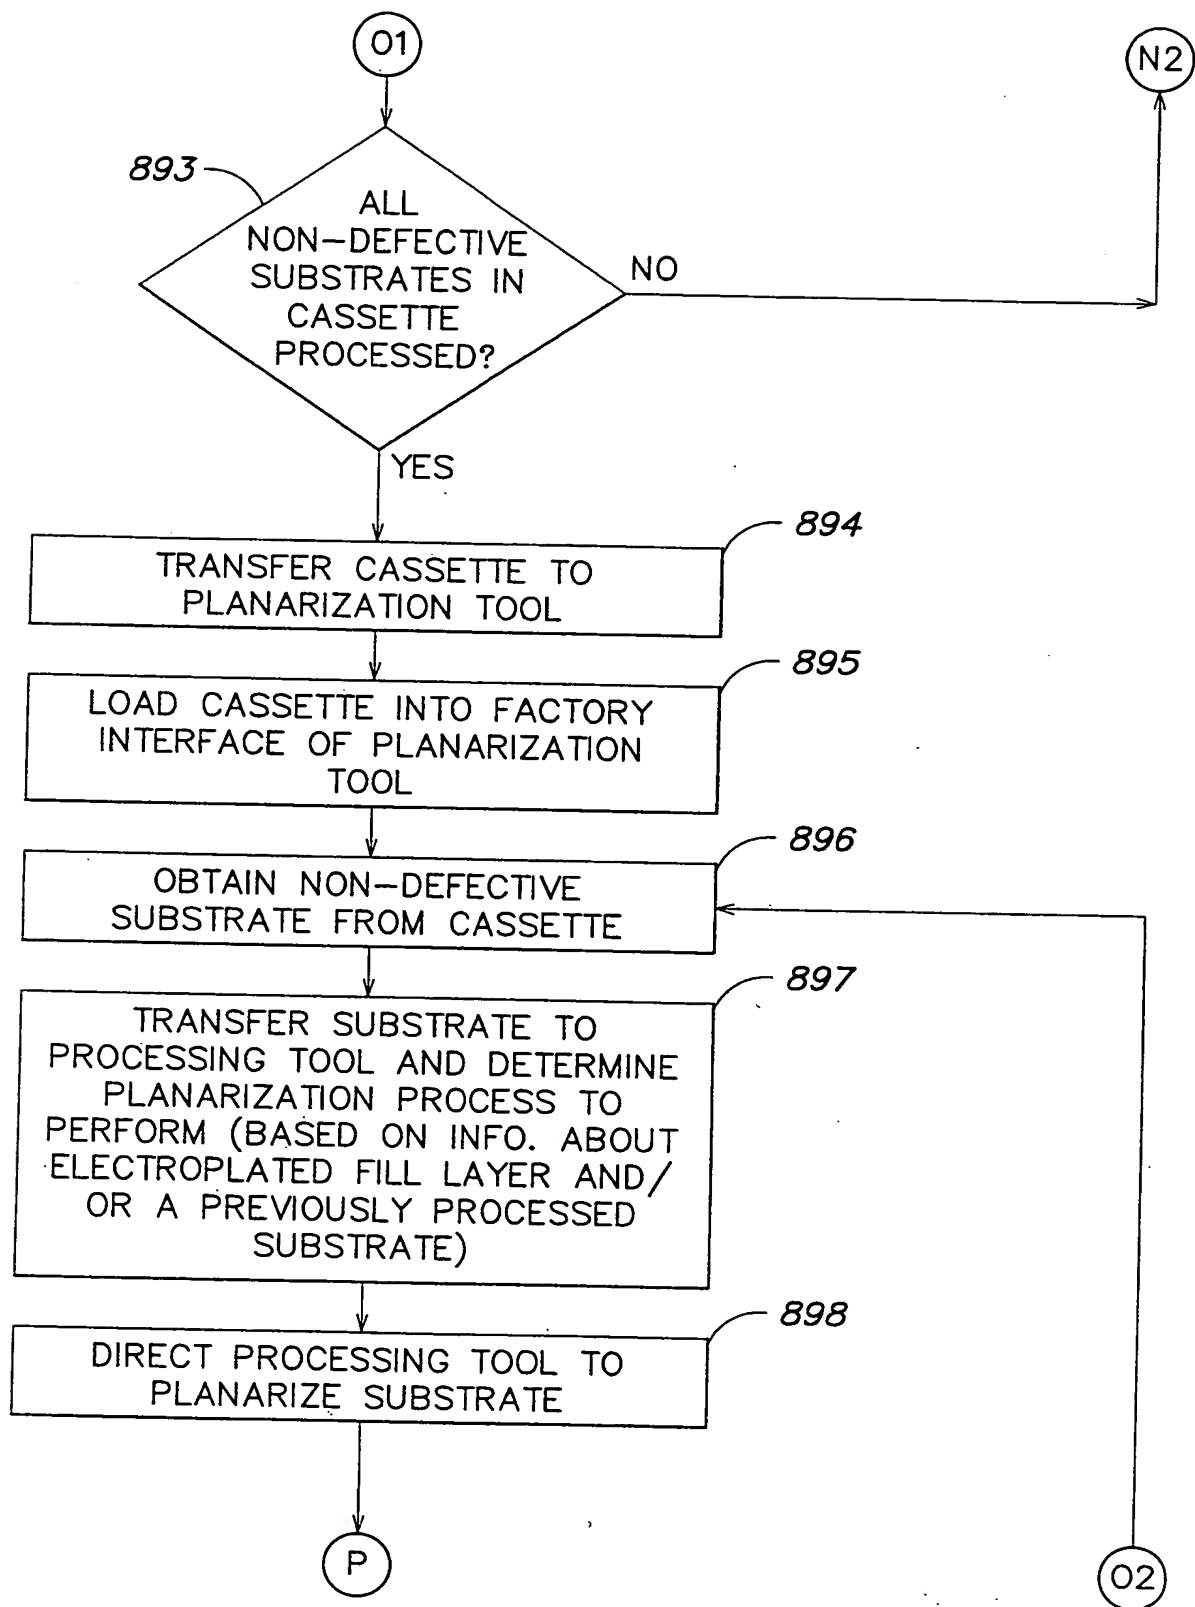 O1
N2
893
ALL
NON-DEFECTIVE
SUBSTRATES IN
CASSETTE
PROCESSED?
NO
YES
894
TRANSFER CASSETTE TO
PLANARIZATION TOOL
895
LOAD CASSETTE INTO FACTORY
INTERFACE OF PLANARIZATION
TOOL
896
OBTAIN NON-DEFECTIVE
SUBSTRATE FROM CASSETTE
897
TRANSFER SUBSTRATE TO
PROCESSING TOOL AND DETERMINE
PLANARIZATION PROCESS TO
PERFORM (BASED ON INFO. ABOUT
ELECTROPLATED FILL LAYER AND/
OR A PREVIOUSLY PROCESSED
SUBSTRATE)
898
DIRECT PROCESSING TOOL TO
PLANARIZE SUBSTRATE
P
O2